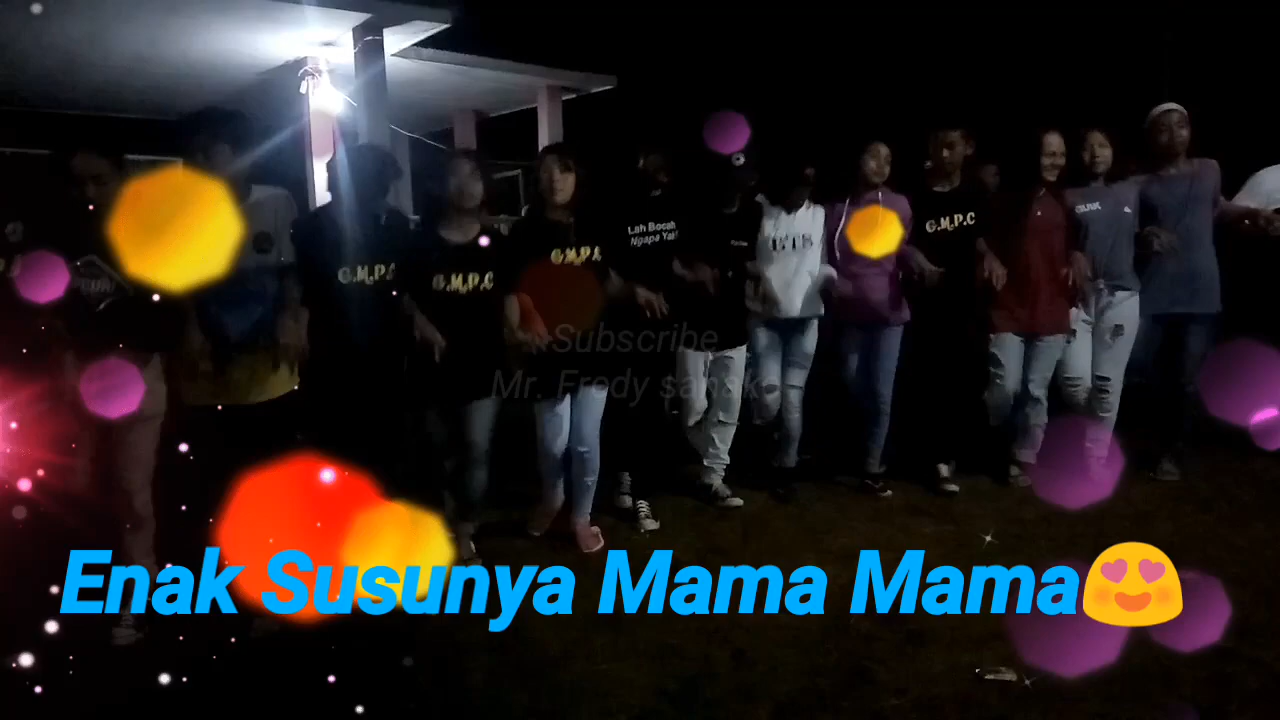 G.M.P.C
G.M.P.C
G.M.P.C
Lah Bocah
Ngapa Yak!
G.M.P.C
Subscribe
Mr. Fredy
Enak Susunya Mama Mama😍